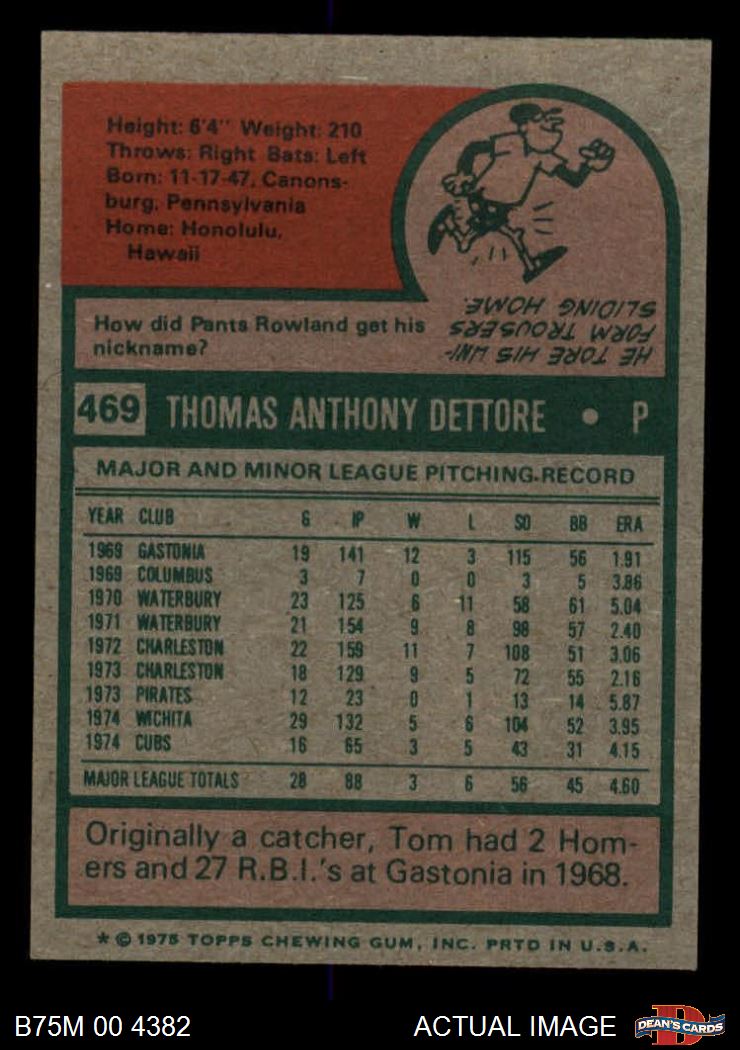 Height: 6'4" Weight: 210
Throws: Right Bats: Left
Born: 11-17-47, Canons-
burg, Pennsylvania
Home: Honolulu,
Hawaii
How did Pants Rowland get his
nickname?
HE TORE HIS UNI-
FORM TROUSERS
SLIDING HOME.
469 THOMAS ANTHONY DETTORE • P
MAJOR AND MINOR LEAGUE PITCHING RECORD
YEAR CLUB G IP W L SO BB ERA
1969 GASTONIA 19 141 12 3 115 56 1.91
1969 COLUMBUS 3 7 0 0 3 5 3.86
1970 WATERBURY 23 125 6 11 58 61 5.04
1971 WATERBURY 21 154 9 8 98 57 2.40
1972 CHARLESTON 22 159 11 7 108 51 3.06
1973 CHARLESTON 18 129 9 5 72 55 2.16
1973 PIRATES 12 23 0 1 13 14 5.87
1974 WICHITA 29 132 5 6 104 52 3.95
1974 CUBS 16 65 3 5 43 31 4.15
MAJOR LEAGUE TOTALS 28 88 3 6 56 45 4.60
Originally a catcher, Tom had 2 Hom-
ers and 27 R.B.I.'s at Gastonia in 1968.
* © 1975 TOPPS CHEWING GUM, INC. PRTD IN U.S.A.
B75M 00 4382 ACTUAL IMAGE
B DEAN'S CARDS